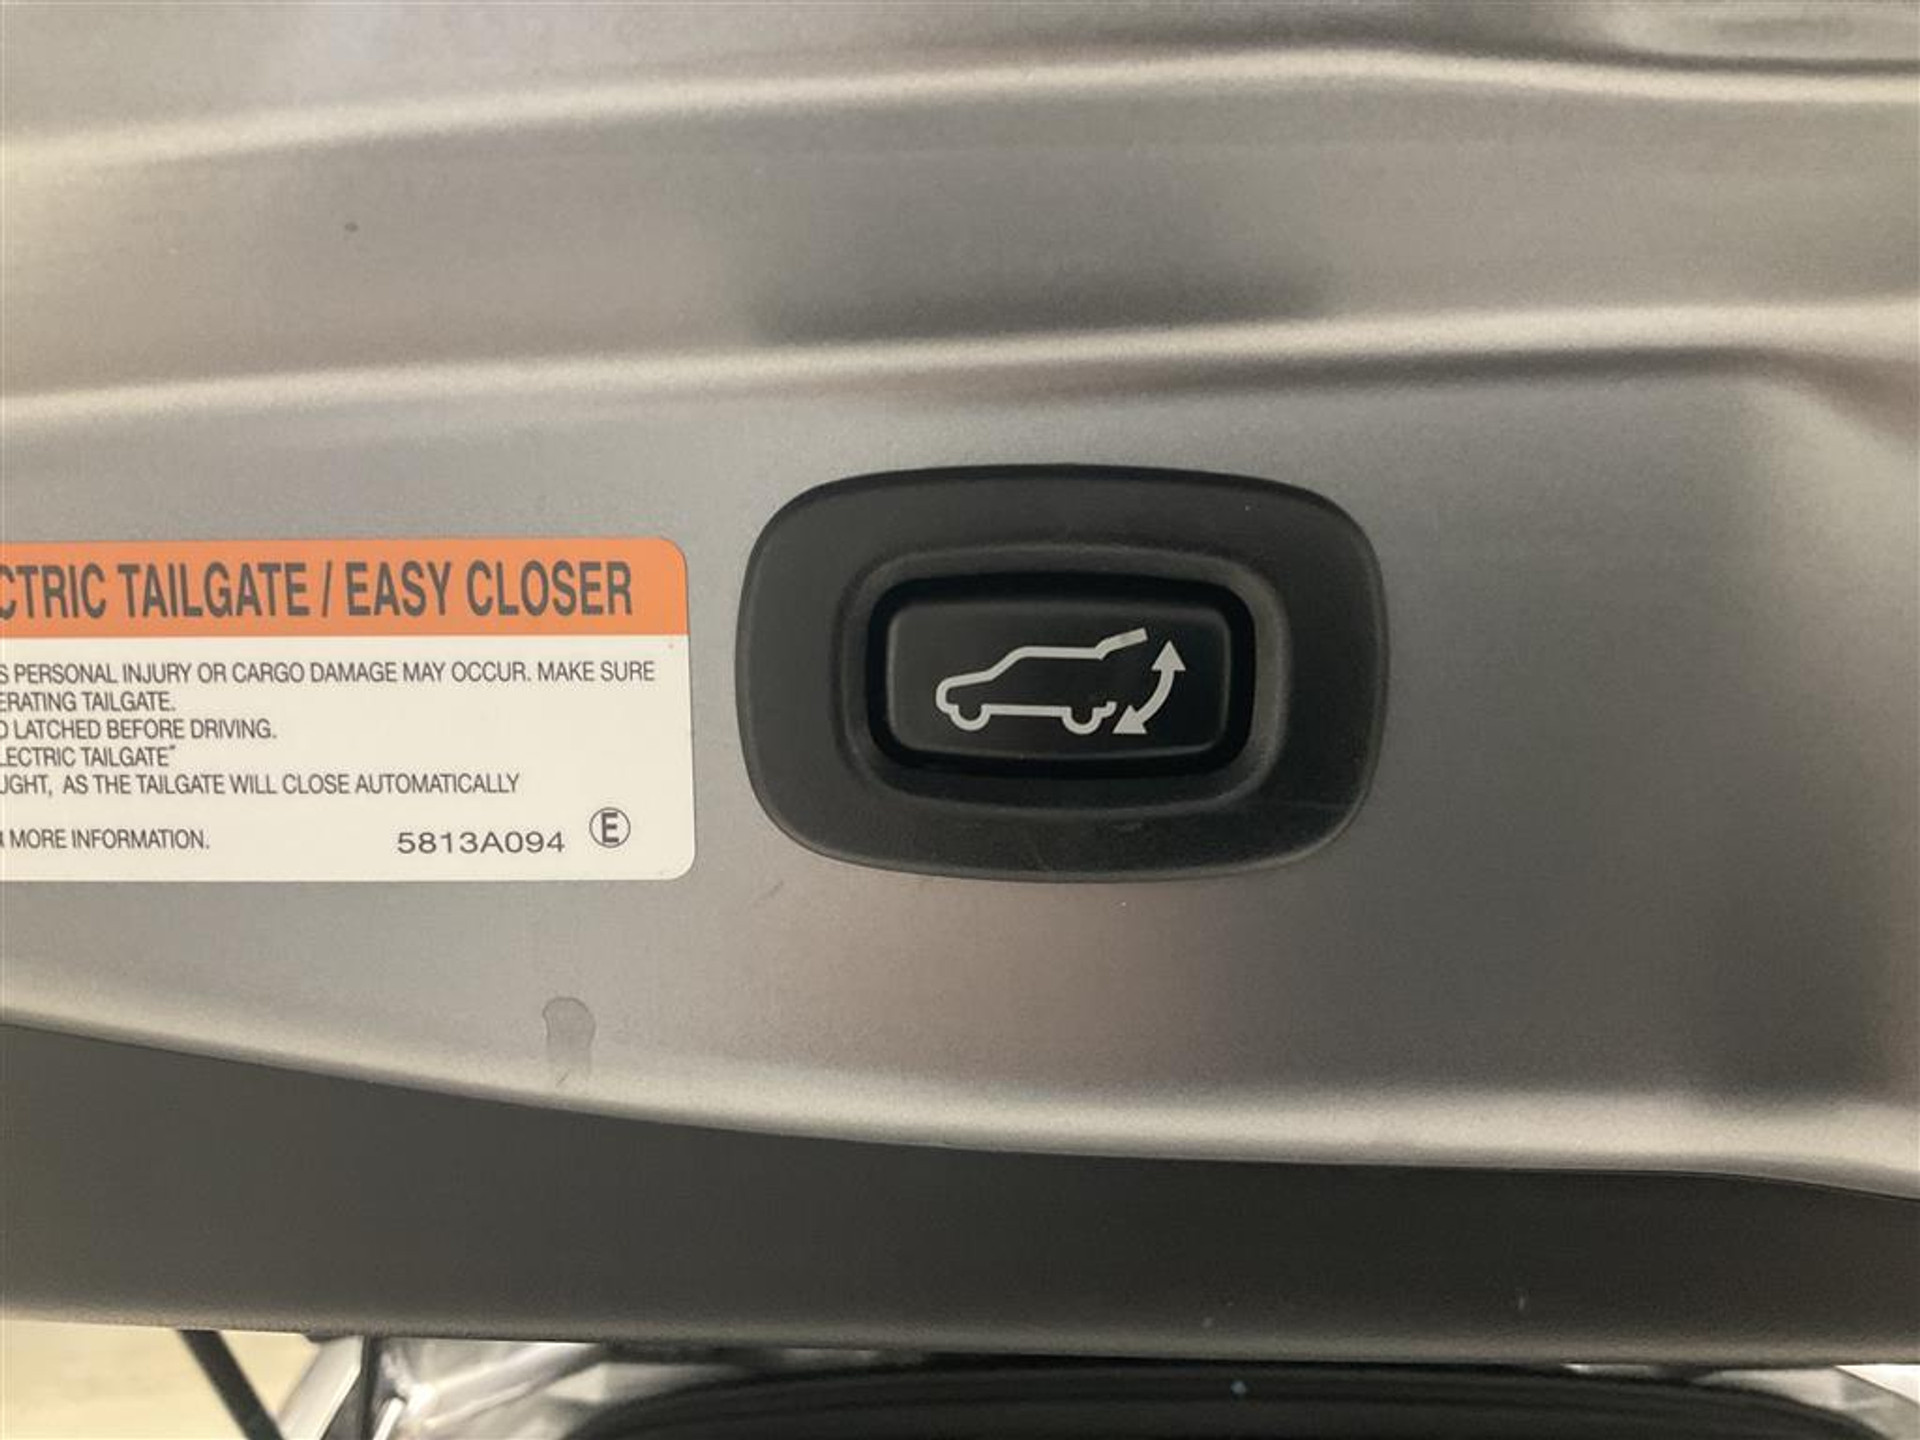 CTRIC TAILGATE / EASY CLOSER
S PERSONAL INJURY OR CARGO DAMAGE MAY OCCUR. MAKE SURE
ERATING TAILGATE.
D LATCHED BEFORE DRIVING.
LECTRIC TAILGATE"
UGHT, AS THE TAILGATE WILL CLOSE AUTOMATICALLY
R MORE INFORMATION. 5813A094 E